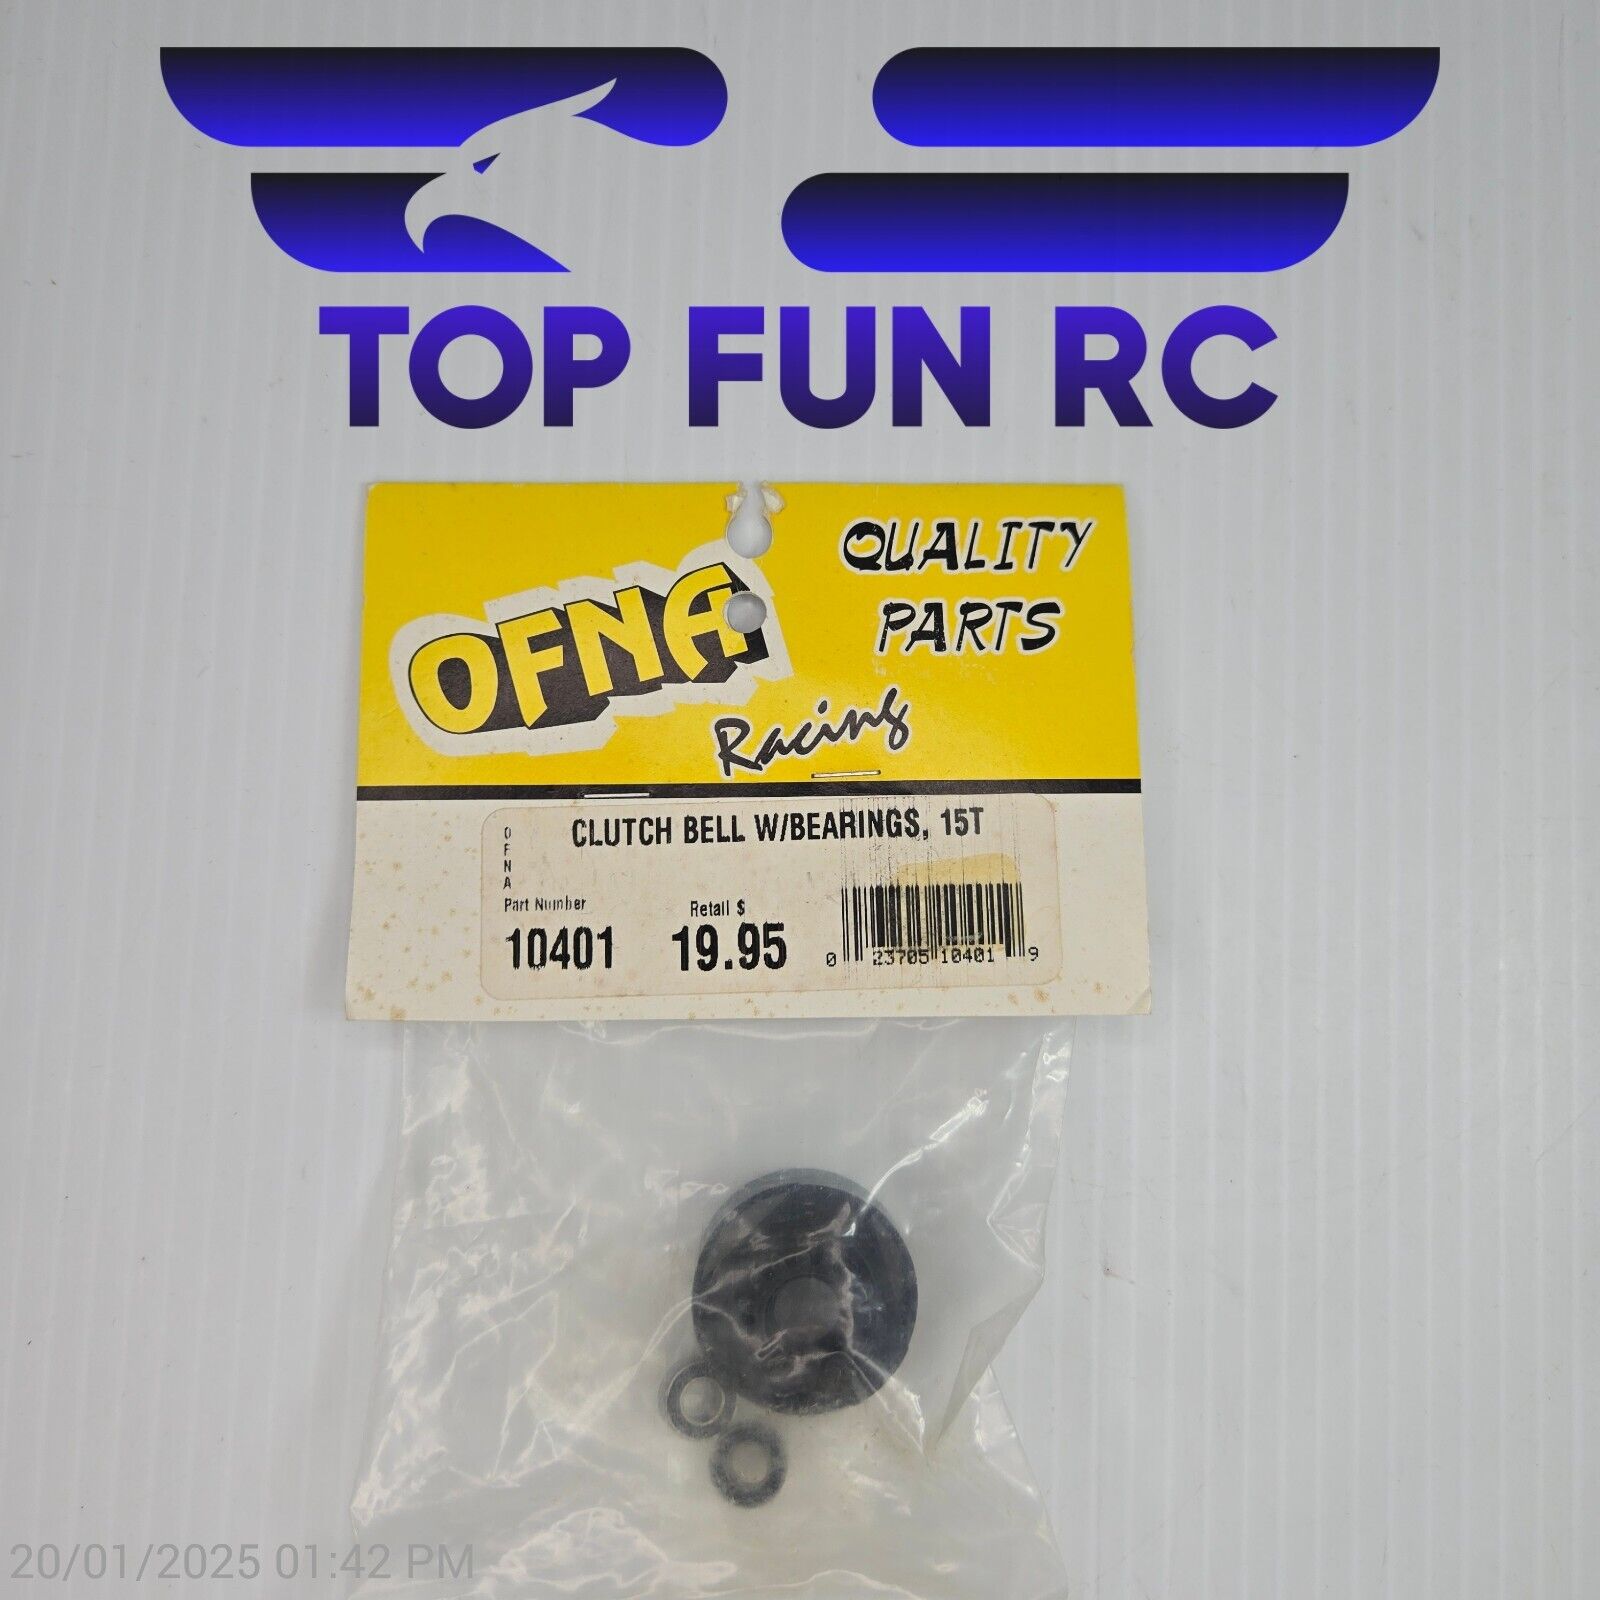 TOP FUN RC
QUALITY
PARTS
OFNA
Racing
OFNA
CLUTCH BELL W/BEARINGS, 15T
Part Number
Retail $
10401
19.95
0 23705 10401 9
20/01/2025 01:42 PM